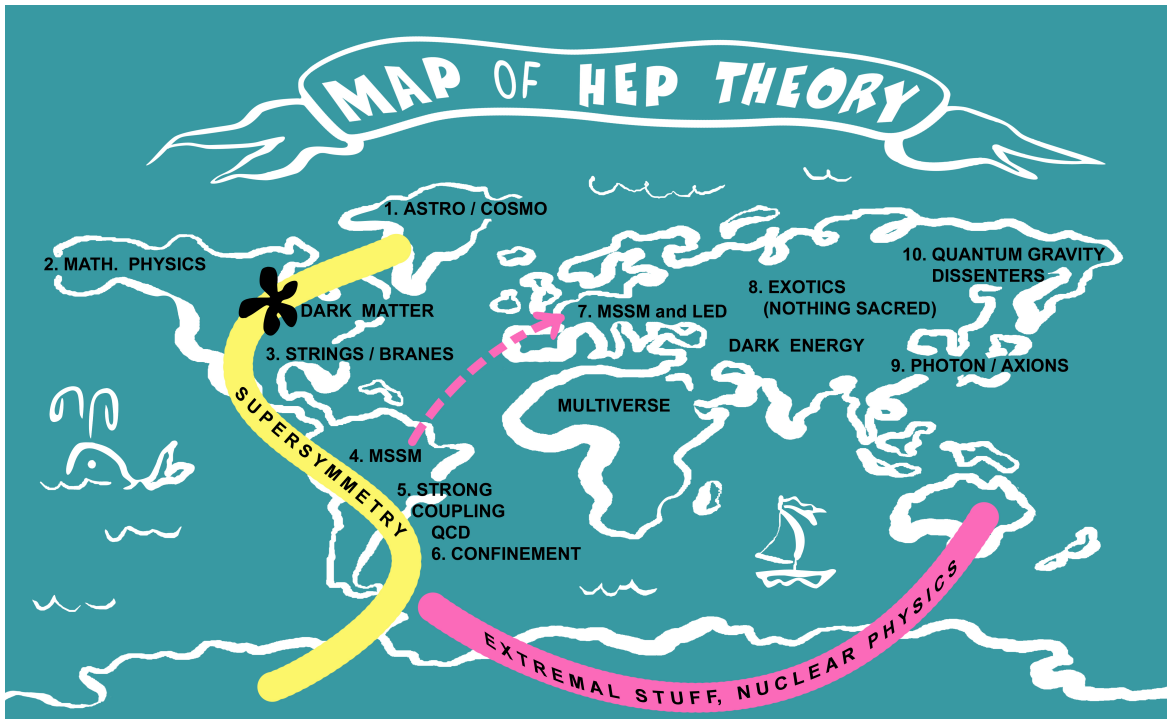 MAP OF HEP THEORY
1. ASTRO / COSMO
2. MATH. PHYSICS
DARK MATTER
3. STRINGS / BRANES
SUPERSYMMETRY
4. MSSM
5. STRONG
COUPLING
QCD
6. CONFINEMENT
7. MSSM and LED
MULTIVERSE
8. EXOTICS
(NOTHING SACRED)
DARK ENERGY
10. QUANTUM GRAVITY
DISSENTERS
9. PHOTON / AXIONS
EXTREMAL STUFF, NUCLEAR PHYSICS